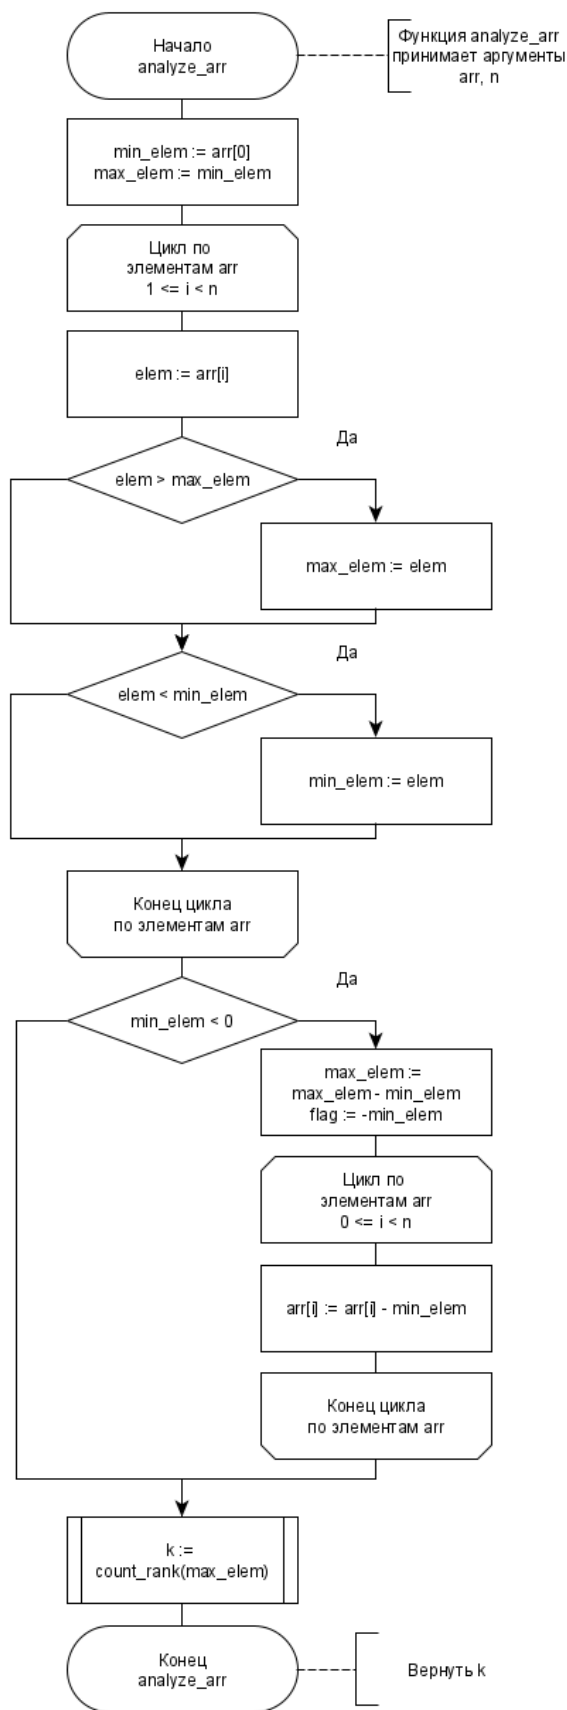 Начало
analyze_arr
Функция analyze_arr
принимает аргументы
arr, n
min_elem := arr[0]
max_elem := min_elem
Цикл по
элементам arr
1 <= i < n
elem := arr[i]
Да
elem > max_elem
max_elem := elem
Да
elem < min_elem
min_elem := elem
Конец цикла
по элементам arr
Да
min_elem < 0
max_elem :=
max_elem - min_elem
flag := -min_elem
Цикл по
элементам arr
0 <= i < n
arr[i] := arr[i] - min_elem
Конец цикла
по элементам arr
k :=
count_rank(max_elem)
Конец
analyze_arr
Вернуть k